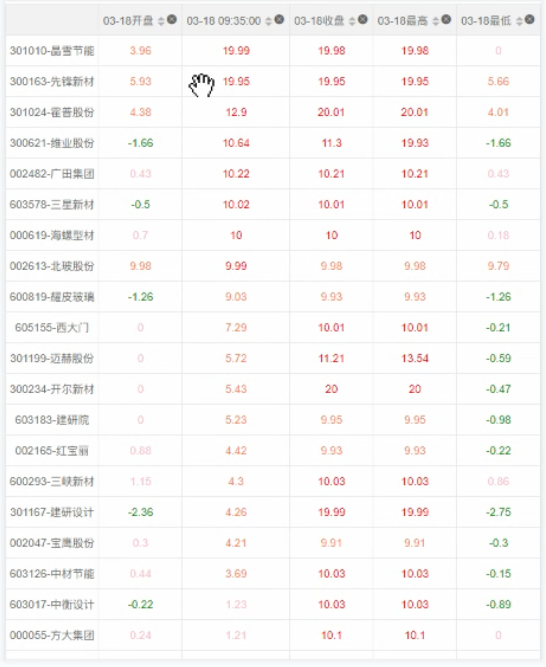 03-18开盘 03-18 09:35:00 03-18收盘 03-18最高 03-18最低
301010-晶雪节能 3.96 19.99 19.98 19.98 0
300163-先锋新材 5.93 19.95 19.95 19.95 5.66
301024-霍普股份 4.38 12.9 20.01 20.01 4.01
300621-维业股份 -1.66 10.64 11.3 19.93 -1.66
002482-广田集团 0.43 10.22 10.21 10.21 0.43
603578-三星新材 -0.5 10.02 10.01 10.01 -0.5
000619-海螺型材 0.7 10 10 10 0.18
002613-北玻股份 9.98 9.99 9.98 9.98 9.79
600819-耀皮玻璃 -1.26 9.03 9.93 9.93 -1.26
605155-西大门 0 7.29 10.01 10.01 -0.21
301199-迈赫股份 0 5.72 11.21 13.54 -0.59
300234-开尔新材 0 5.43 20 20 -0.47
603183-建研院 0 5.23 9.95 9.95 -0.98
002165-红宝丽 0.88 4.42 9.93 9.93 -0.22
600293-三峡新材 1.15 4.3 10.03 10.03 0.86
301167-建研设计 -2.36 4.26 19.99 19.99 -2.75
002047-宝鹰股份 0.3 4.21 9.91 9.91 -0.3
603126-中材节能 0.44 3.69 10.03 10.03 -0.15
603017-中衡设计 -0.22 1.23 10.03 10.03 -0.89
000055-方大集团 0.24 1.21 10.1 10.1 0